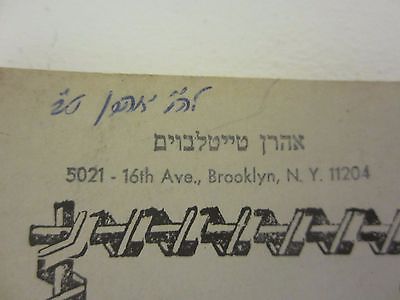 אהרן טייטלבוים
5021 - 16th Ave., Brooklyn, N. Y. 11204